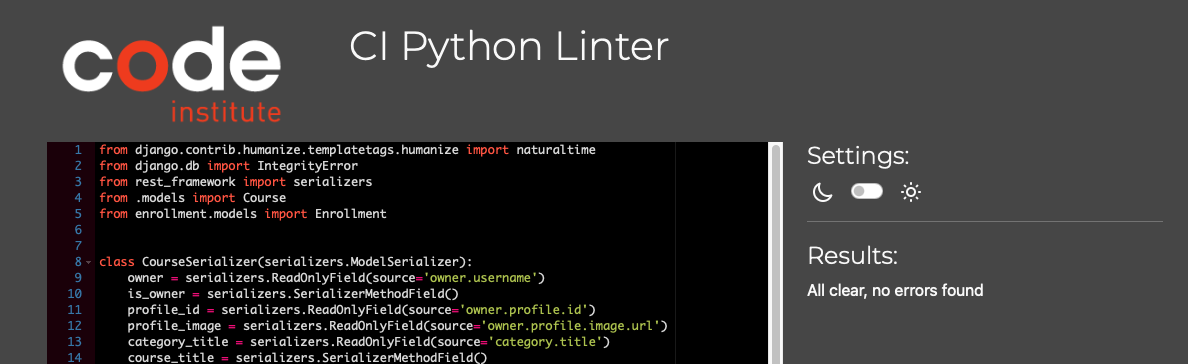 code
institute
CI Python Linter
1 from django.contrib.humanize.templatetags.humanize import naturaltime
2 from django.db import IntegrityError
3 from rest_framework import serializers
4 from .models import Course
5 from enrollment.models import Enrollment
6
7
8 class CourseSerializer(serializers.ModelSerializer):
9 owner = serializers.ReadOnlyField(source='owner.username')
10 is_owner = serializers.SerializerMethodField()
11 profile_id = serializers.ReadOnlyField(source='owner.profile.id')
12 profile_image = serializers.ReadOnlyField(source='owner.profile.image.url')
13 category_title = serializers.ReadOnlyField(source='category.title')
14 course_title = serializers.SerializerMethodField()
Settings:
Results:
All clear, no errors found